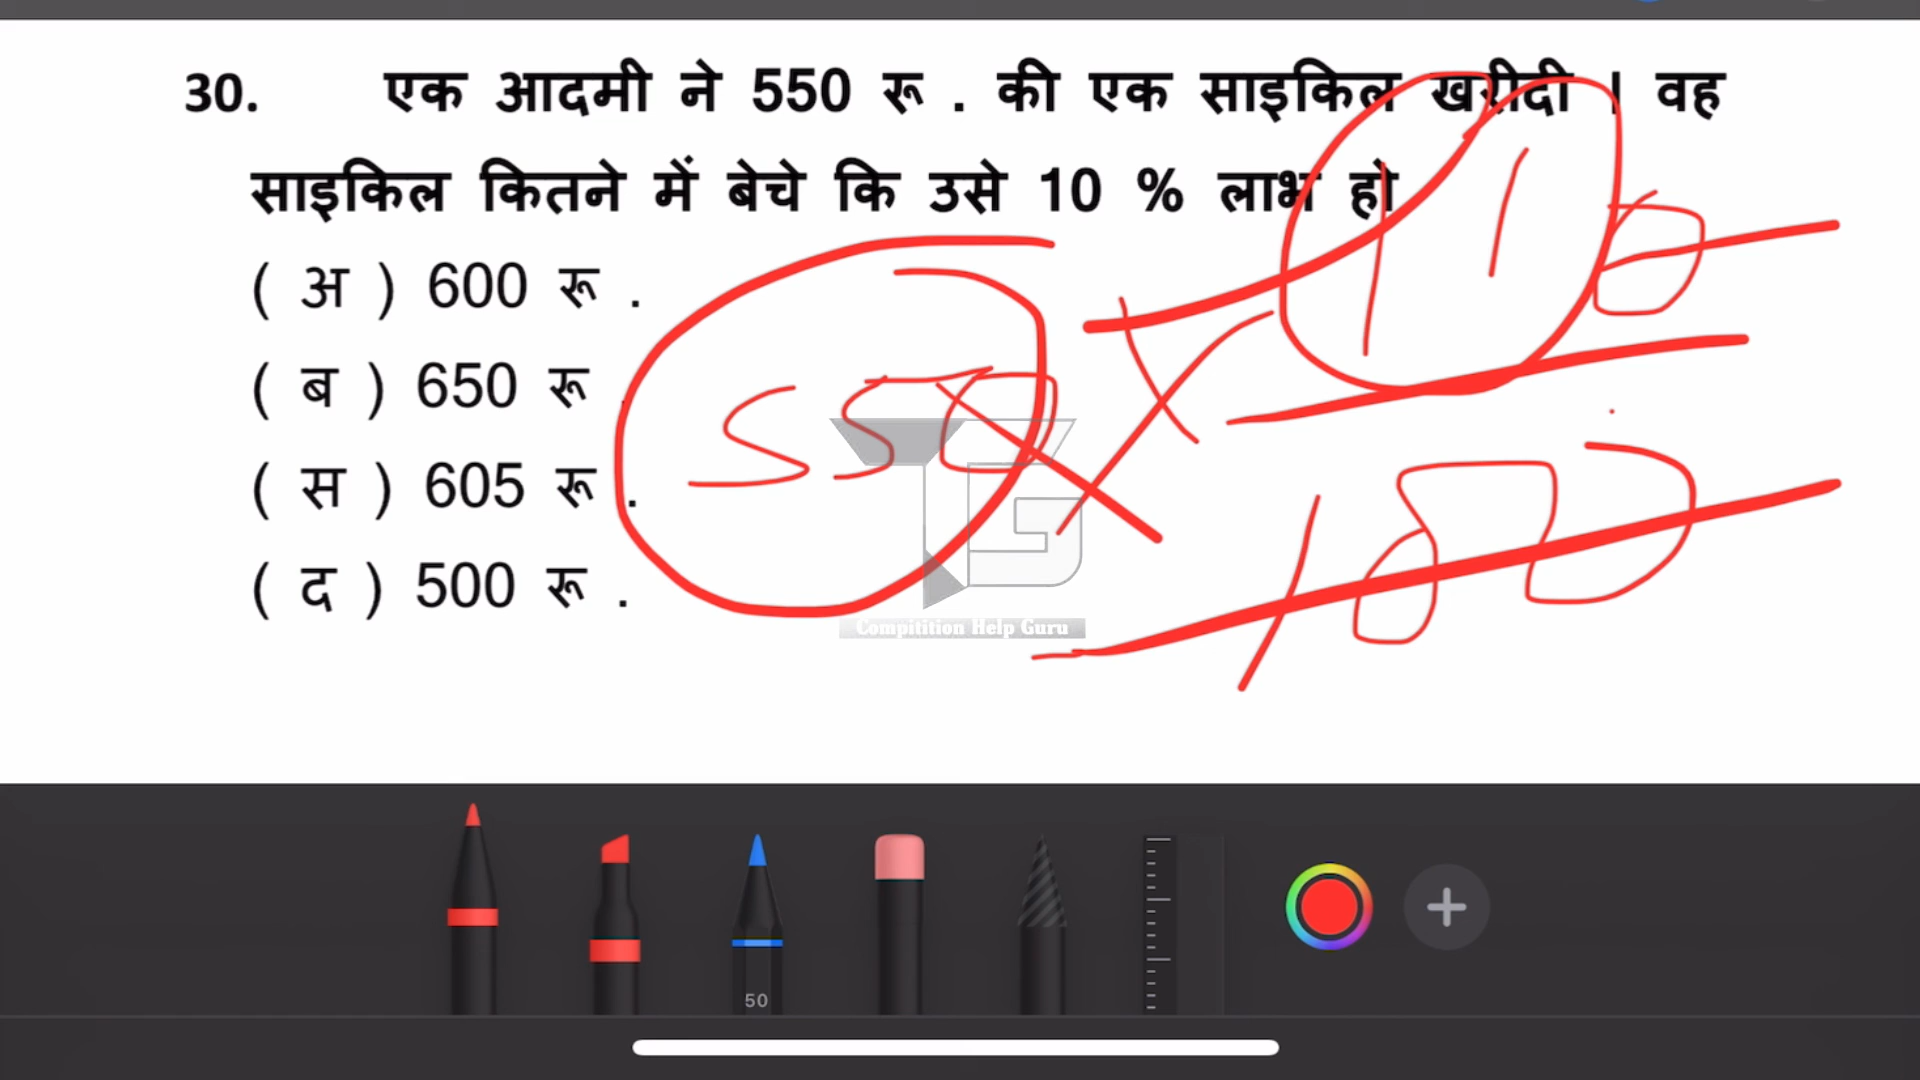 30. एक आदमी ने 550 रू . की एक साइकिल खरीदी | वह
साइकिल कितने में बेचे कि उसे 10 % लाभ हो
( अ ) 600 रू .
( ब ) 650 रू .
( स ) 605 रू .
( द ) 500 रू .
550 × 110
100
Compitition Help Guru
50